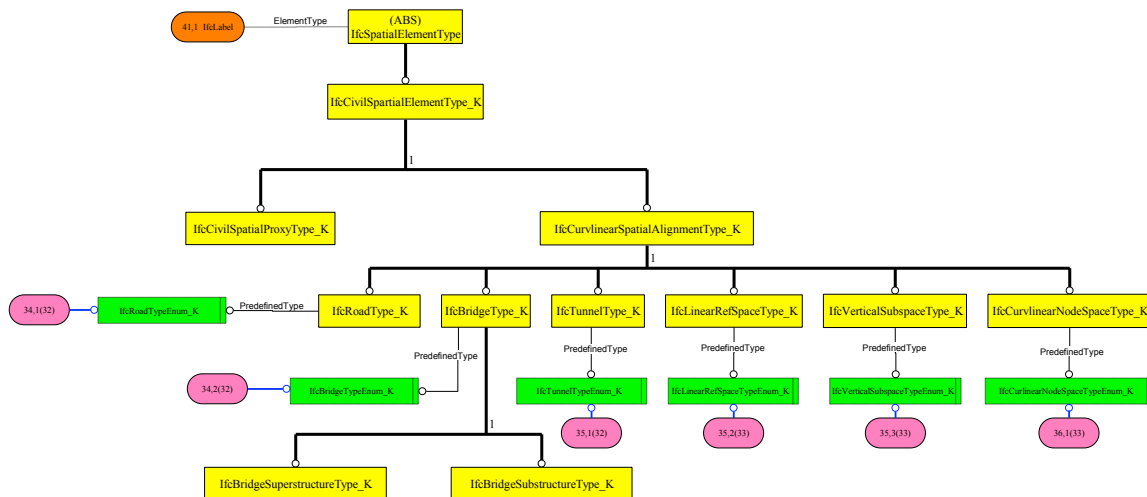 41,1 IfcLabel
ElementType
(ABS)
IfcSpatialElementType
IfcCivilSpartialElementType_K
1
IfcCivilSpatialProxyType_K
IfcCurvlinearSpatialAlignmentType_K
1
34,1(32)
IfcRoadTypeEnum_K
PredefinedType
IfcRoadType_K
IfcBridgeType_K
IfcTunnelType_K
IfcLinearRefSpaceType_K
IfcVerticalSubspaceType_K
IfcCurvlinearNodeSpaceType_K
PredefinedType
PredefinedType
PredefinedType
PredefinedType
PredefinedType
34,2(32)
IfcBridgeTypeEnum_K
IfcTunnelTypeEnum_K
IfcLinearRefSpaceTypeEnum_K
IfcVerticalSubspaceTypeEnum_K
IfcCurlinearNodeSpaceTypeEnum_K
1
35,1(32)
35,2(33)
35,3(33)
36,1(33)
IfcBridgeSuperstructureType_K
IfcBridgeSubstructureType_K